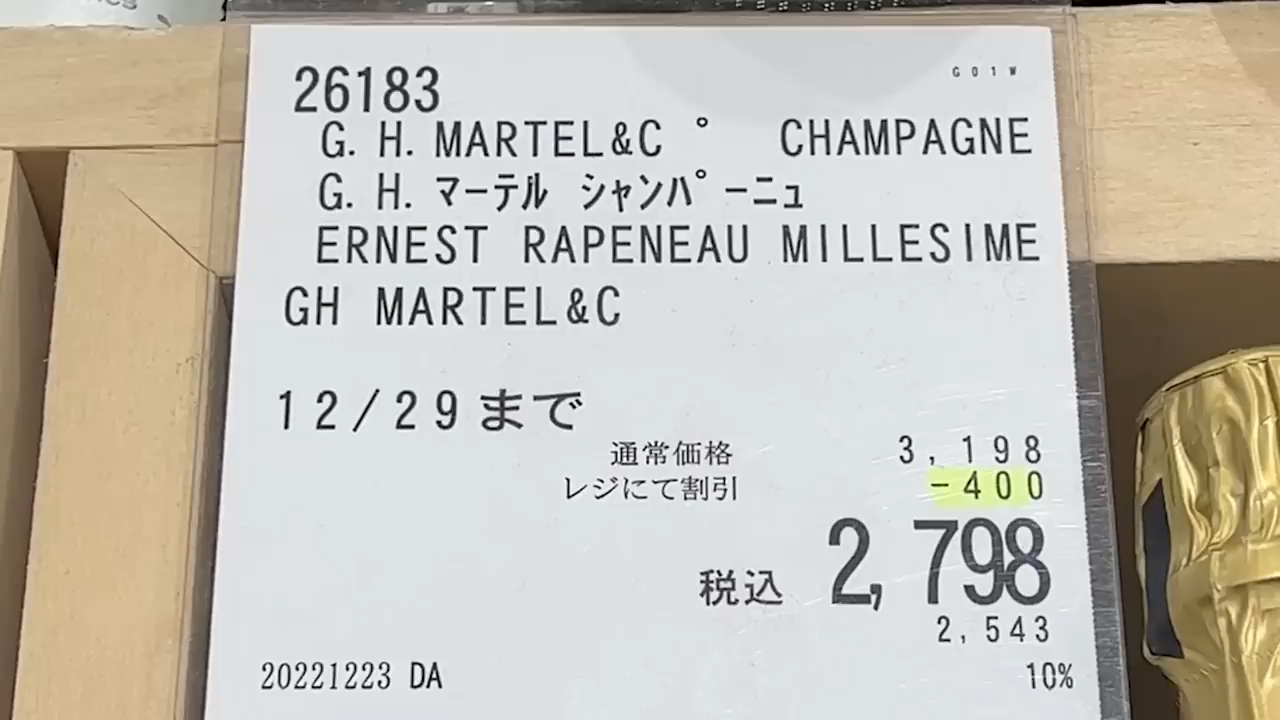 G01W
26183
G. H. MARTEL&C ﾟ CHAMPAGNE
G. H. マーテル シャンパーニュ
ERNEST RAPENEAU MILLESIME
GH MARTEL&C
12/29まで
通常価格 3,198
レジにて割引 -400
税込 2,798
2,543
20221223 DA 10%